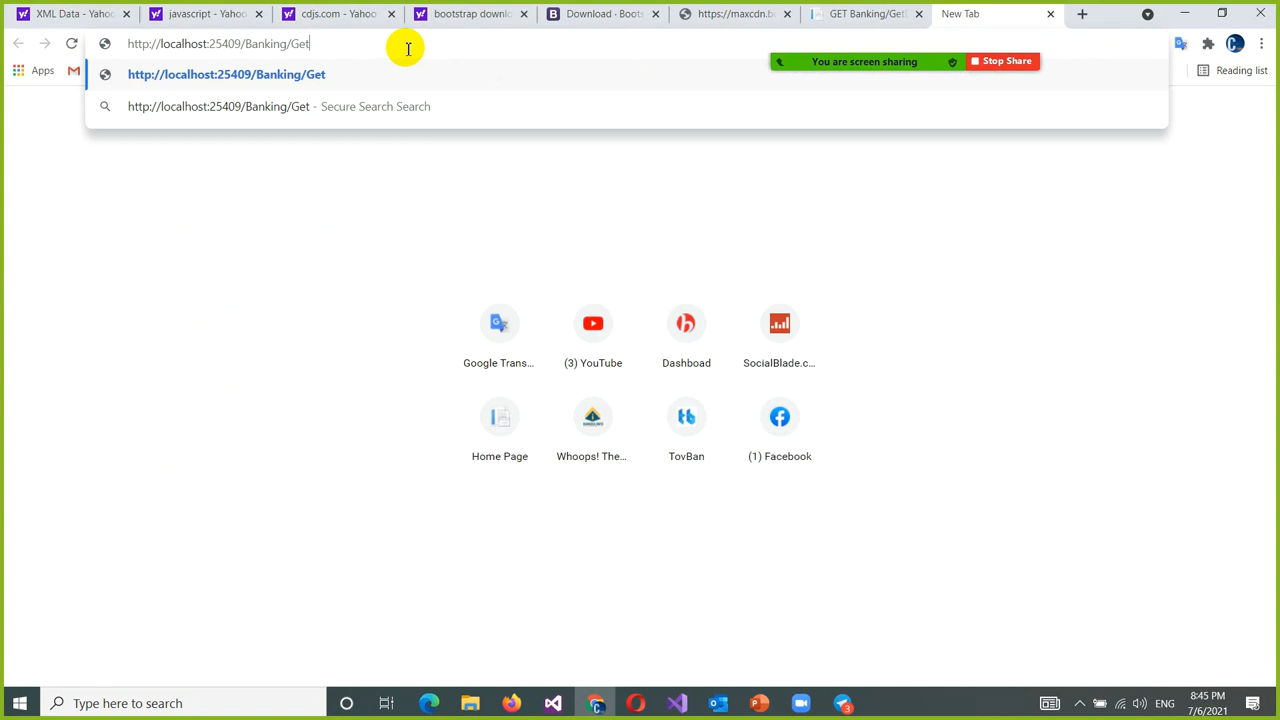 XML Data - Yahoo
javascript - Yahoo
cdjs.com - Yahoo
bootstrap downlo
Download · Boots
https://maxcdn.b
GET Banking/Get
New Tab
http://localhost:25409/Banking/Get
You are screen sharing
Stop Share
Apps
Reading list
http://localhost:25409/Banking/Get
http://localhost:25409/Banking/Get - Secure Search Search
Google Trans...
(3) YouTube
Dashboad
SocialBlade.c...
Home Page
Whoops! The...
TovBan
(1) Facebook
Type here to search
3
ENG
8:45 PM
7/6/2021